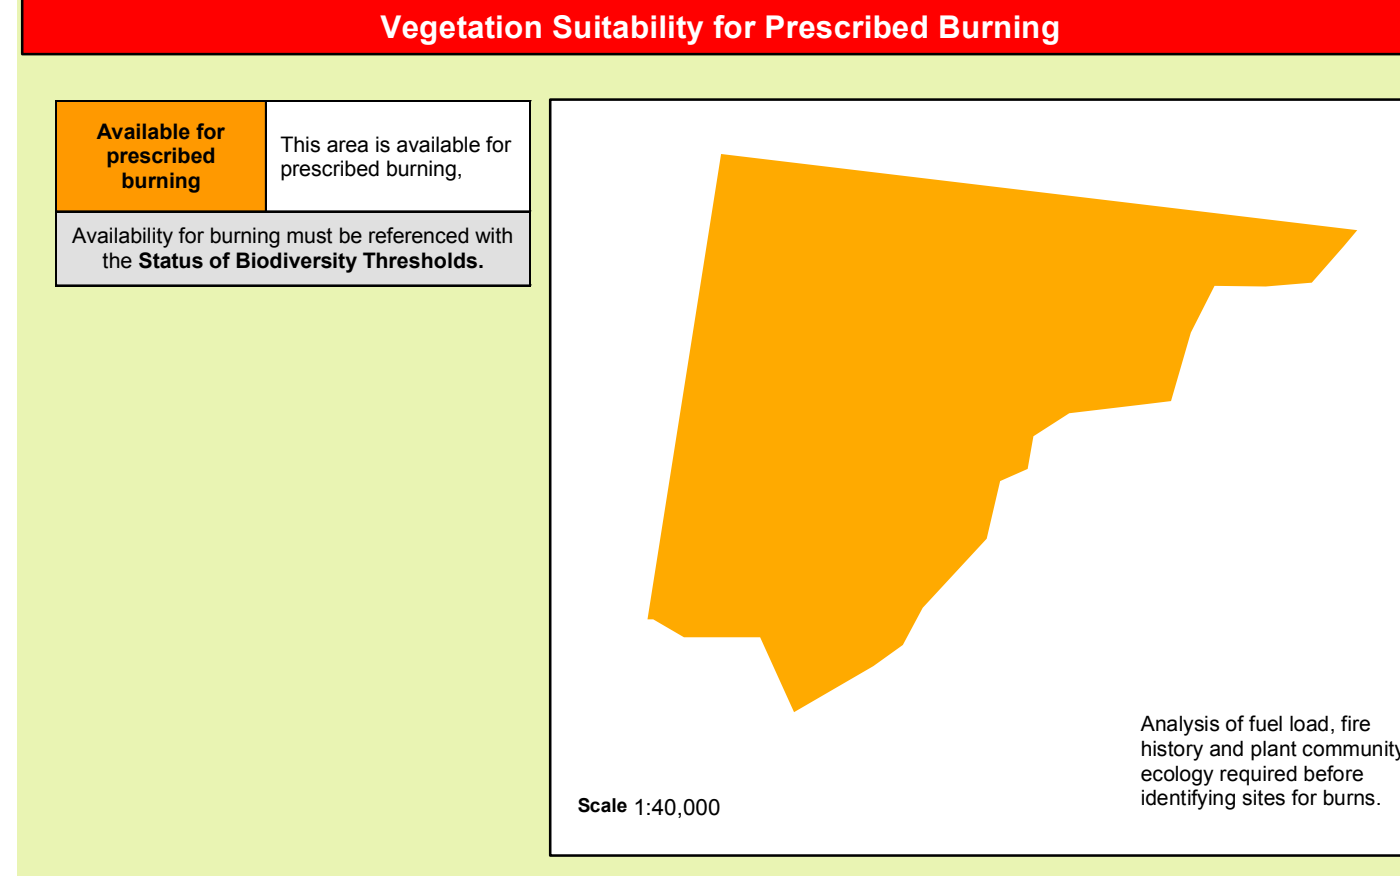 Vegetation Suitability for Prescribed Burning
Available for
prescribed
burning
This area is available for
prescribed burning,
Availability for burning must be referenced with
the Status of Biodiversity Thresholds.
Analysis of fuel load, fire
history and plant community
ecology required before
identifying sites for burns.
Scale 1:40,000